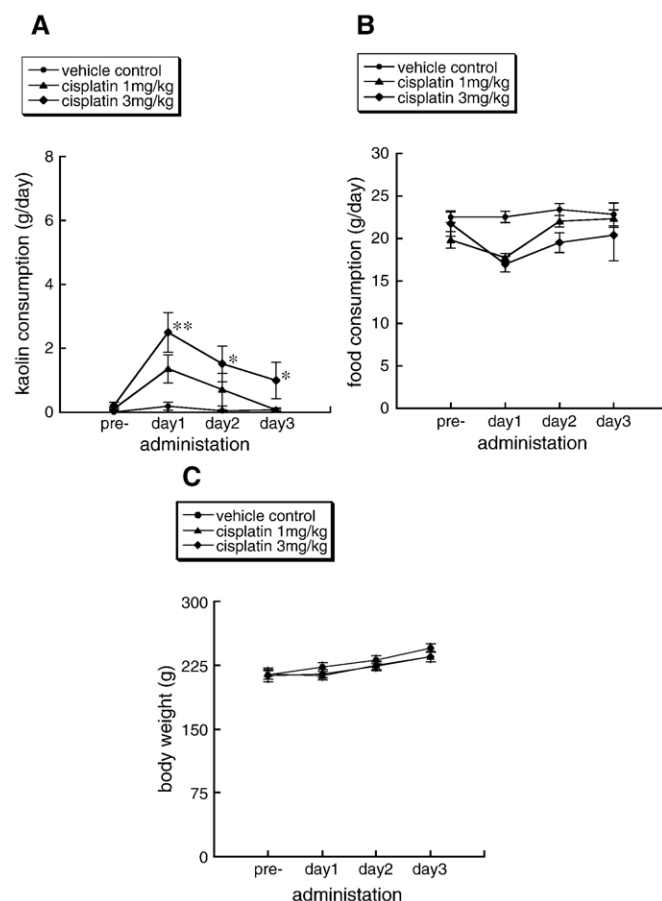 A
vehicle control
cisplatin 1mg/kg
cisplatin 3mg/kg
kaolin consumption (g/day)
8
6
4
2
0
**
*
*
pre-
day1
day2
day3
administation
B
vehicle control
cisplatin 1mg/kg
cisplatin 3mg/kg
food consumption (g/day)
30
25
20
15
10
5
0
pre-
day1
day2
day3
administation
C
vehicle control
cisplatin 1mg/kg
cisplatin 3mg/kg
body weight (g)
300
225
150
75
0
pre-
day1
day2
day3
administation